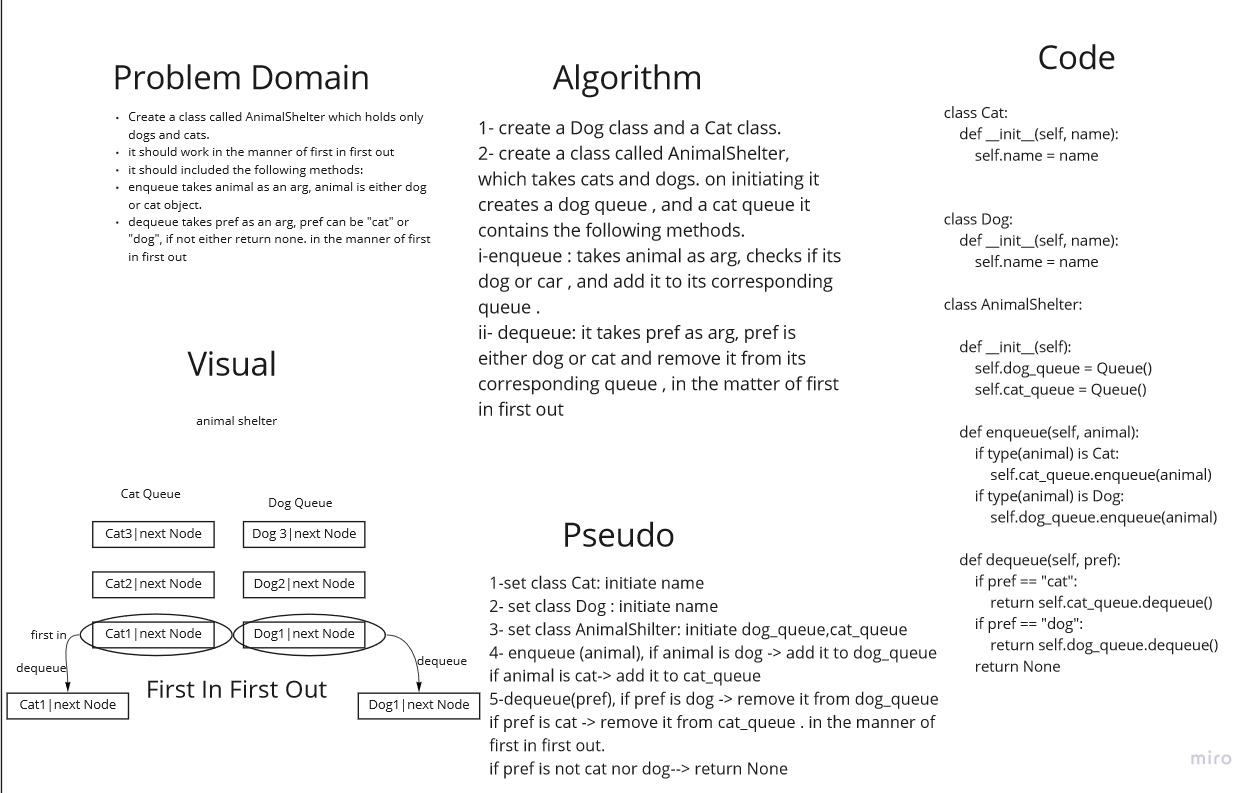 Problem Domain
• Create a class called AnimalShelter which holds only
dogs and cats.
• it should work in the manner of first in first out
• it should included the following methods:
• enqueue takes animal as an arg, animal is either dog
or cat object.
• dequeue takes pref as an arg, pref can be "cat" or
"dog", if not either return none. in the manner of first
in first out
Visual
animal shelter
Cat Queue
Dog Queue
Cat3|next Node
Dog 3|next Node
Cat2|next Node
Dog2|next Node
first in
Cat1|next Node
Dog1|next Node
dequeue
dequeue
First In First Out
Cat1|next Node
Dog1|next Node
Algorithm
1- create a Dog class and a Cat class.
2- create a class called AnimalShelter,
which takes cats and dogs. on initiating it
creates a dog queue , and a cat queue it
contains the following methods.
i-enqueue : takes animal as arg, checks if its
dog or car , and add it to its corresponding
queue .
ii- dequeue: it takes pref as arg, pref is
either dog or cat and remove it from its
corresponding queue , in the matter of first
in first out
Pseudo
1-set class Cat: initiate name
2- set class Dog : initiate name
3- set class AnimalShilter: initiate dog_queue,cat_queue
4- enqueue (animal), if animal is dog -> add it to dog_queue
if animal is cat-> add it to cat_queue
5-dequeue(pref), if pref is dog -> remove it from dog_queue
if pref is cat -> remove it from cat_queue . in the manner of
first in first out.
if pref is not cat nor dog--> return None
Code
class Cat:
    def __init__(self, name):
        self.name = name
class Dog:
    def __init__(self, name):
        self.name = name
class AnimalShelter:
    def __init__(self):
        self.dog_queue = Queue()
        self.cat_queue = Queue()
    def enqueue(self, animal):
        if type(animal) is Cat:
            self.cat_queue.enqueue(animal)
        if type(animal) is Dog:
            self.dog_queue.enqueue(animal)
    def dequeue(self, pref):
        if pref == "cat":
            return self.cat_queue.dequeue()
        if pref == "dog":
            return self.dog_queue.dequeue()
        return None
miro